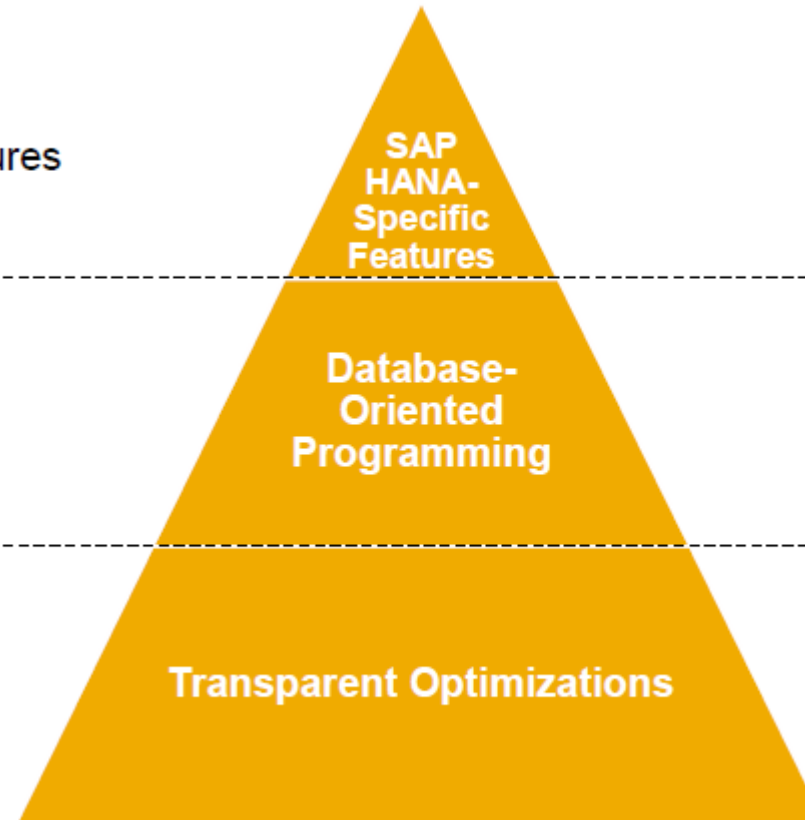 ures
SAP
HANA-
Specific
Features
Database-
Oriented
Programming
Transparent Optimizations